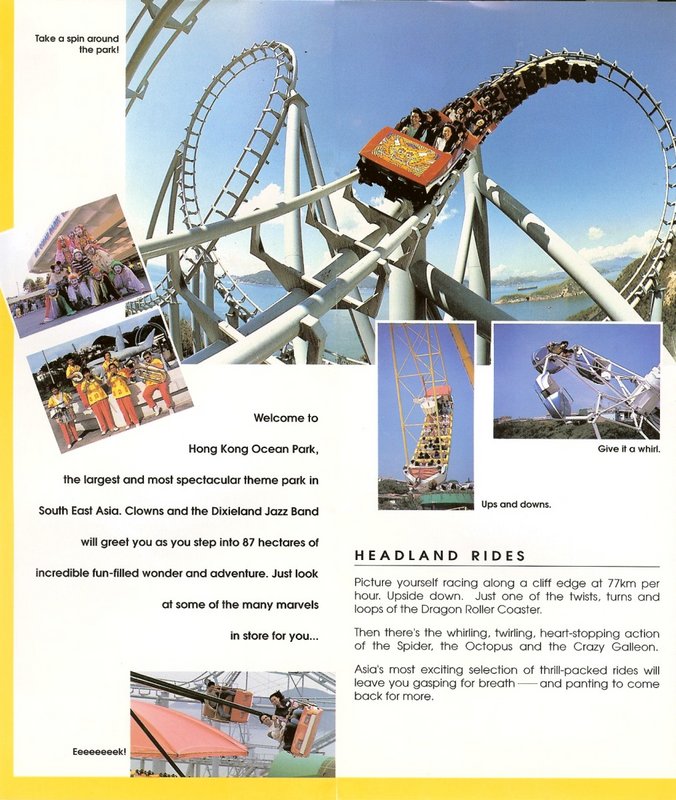 Take a spin around
the park!
Welcome to
Hong Kong Ocean Park,
the largest and most spectacular theme park in
South East Asia. Clowns and the Dixieland Jazz Band
will greet you as you step into 87 hectares of
incredible fun-filled wonder and adventure. Just look
at some of the many marvels
in store for you...
Eeeeeeeek!
Give it a whirl.
Ups and downs.
HEADLAND RIDES
Picture yourself racing along a cliff edge at 77km per
hour. Upside down. Just one of the twists, turns and
loops of the Dragon Roller Coaster.
Then there's the whirling, twirling, heart-stopping action
of the Spider, the Octopus and the Crazy Galleon.
Asia's most exciting selection of thrill-packed rides will
leave you gasping for breath — and panting to come
back for more.